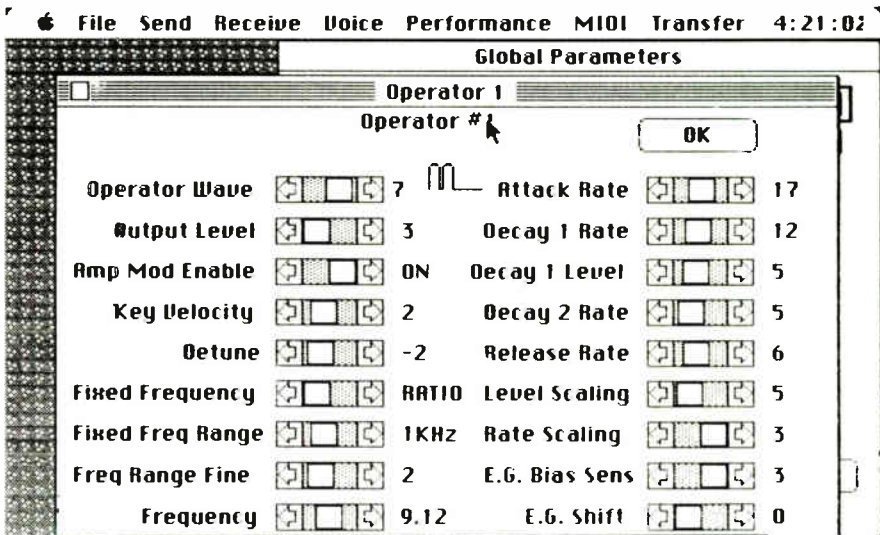 File Send Receive Voice Performance MIDI Transfer 4:21:02
Global Parameters
Operator 1
Operator #1
OK
Operator Wave 7 Attack Rate 17
Output Level 3 Decay 1 Rate 12
Amp Mod Enable ON Decay 1 Level 5
Key Velocity 2 Decay 2 Rate 5
Detune -2 Release Rate 6
Fixed Frequency RATIO Level Scaling 5
Fixed Freq Range 1KHz Rate Scaling 3
Freq Range Fine 2 E.G. Bias Sens 3
Frequency 9.12 E.G. Shift 0